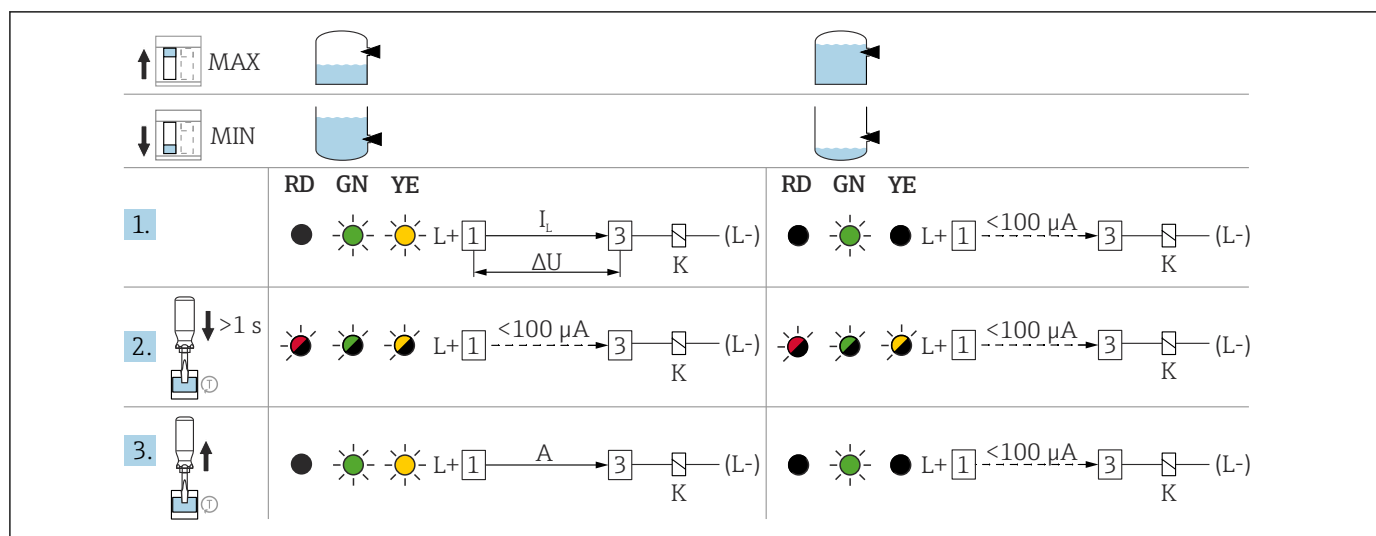 MAX
MIN
RD GN YE RD GN YE
1. L+ 1 I_L 3 (L-) L+ 1 <100 μA 3 (L-)
ΔU K K
2. >1 s L+ 1 <100 μA 3 (L-) L+ 1 <100 μA 3 (L-)
T K K
3. L+ 1 A 3 (L-) L+ 1 <100 μA 3 (L-)
T K K